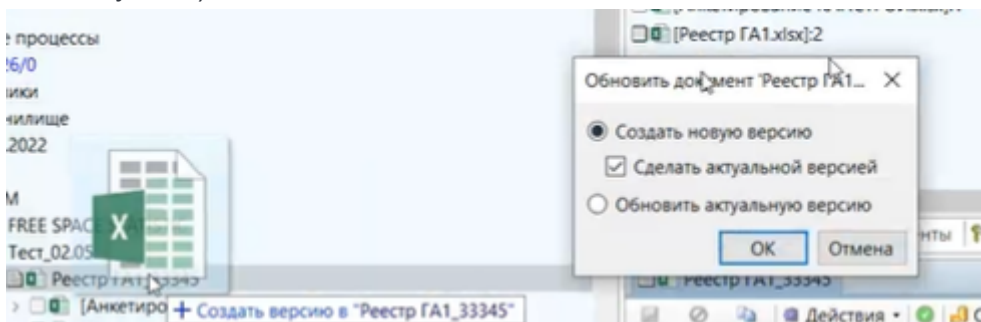 е процессы
26/0
ники
нилище
.2022
М
FREE SPAC
Тест_02.05
Реестр ГА1_33345
[Анкетиро
+ Создать версию в "Реестр ГА1_33345"
[Реестр ГА1.xlsx]:2
Обновить документ 'Реестр ГА1...
Создать новую версию
Сделать актуальной версией
Обновить актуальную версию
ОК Отмена
нты
Реестр ГА1_33345
Действия